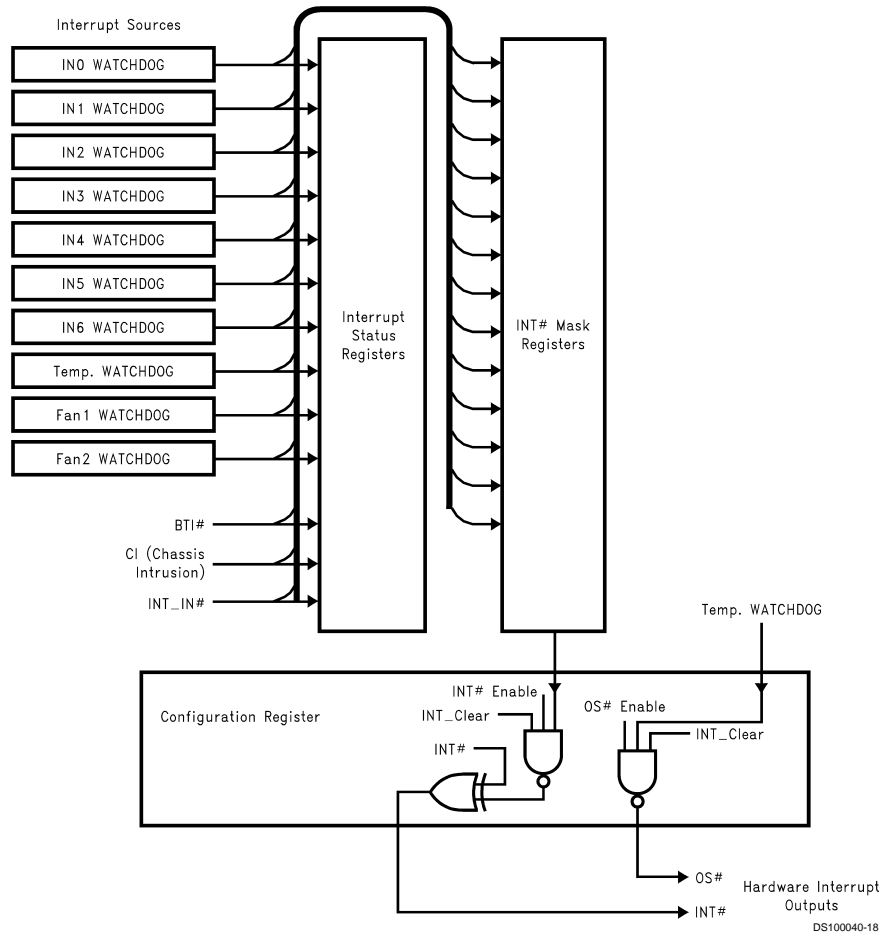 Interrupt Sources
IN0 WATCHDOG
IN1 WATCHDOG
IN2 WATCHDOG
IN3 WATCHDOG
IN4 WATCHDOG
IN5 WATCHDOG
IN6 WATCHDOG
Temp. WATCHDOG
Fan1 WATCHDOG
Fan2 WATCHDOG
BTI#
CI (Chassis
Intrusion)
INT_IN#
Interrupt
Status
Registers
INT# Mask
Registers
Temp. WATCHDOG
Configuration Register
INT# Enable
INT_Clear
INT#
OS# Enable
INT_Clear
OS#
INT#
Hardware Interrupt
Outputs
DS100040-18